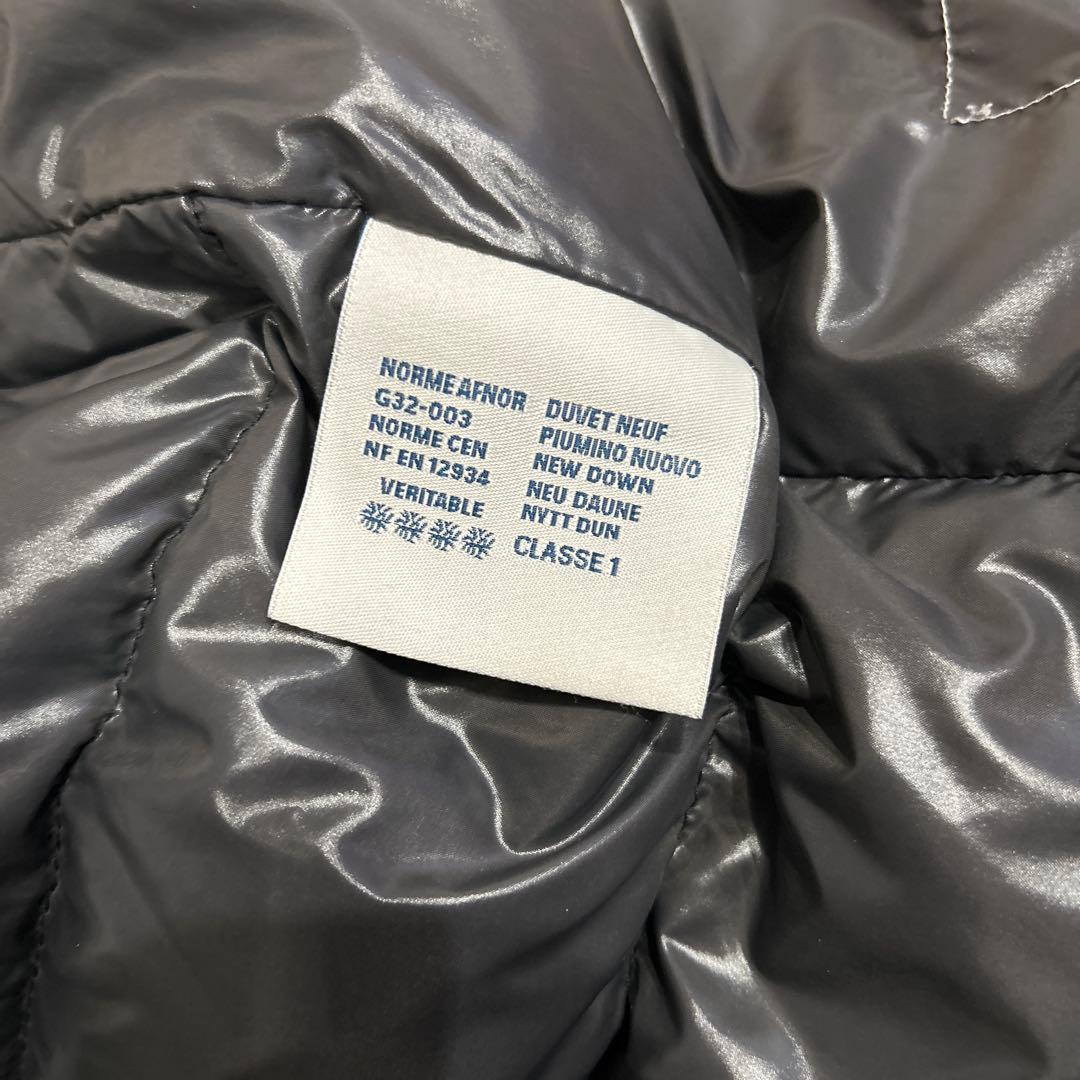 NORME AFNOR
G32-003
NORME CEN
NF EN 12934
VERITABLE
DUVET NEUF
PIUMINO NUOVO
NEW DOWN
NEU DAUNE
NYTT DUN
CLASSE 1